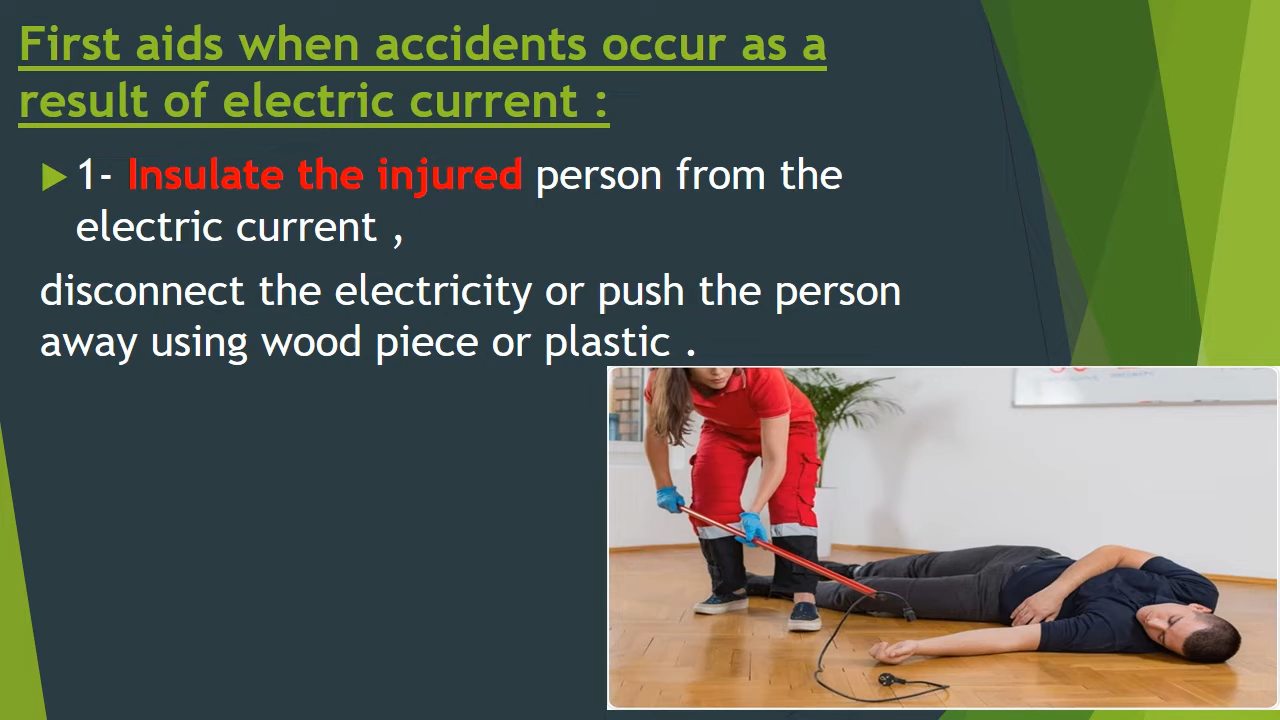 First aids when accidents occur as a
result of electric current :
1- Insulate the injured person from the
electric current ,
disconnect the electricity or push the person
away using wood piece or plastic .